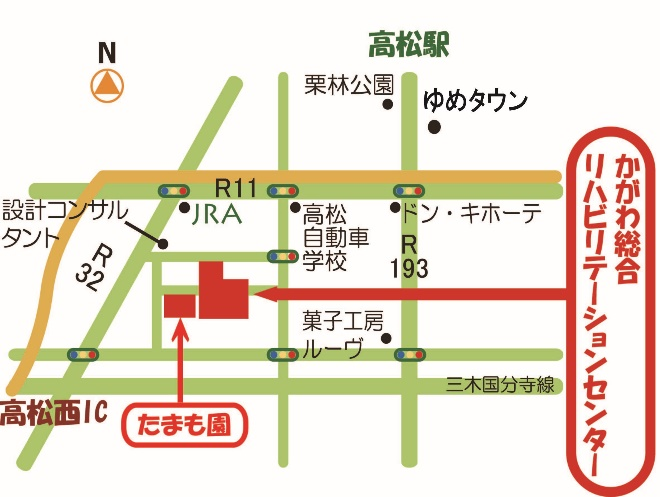 高松駅
N
栗林公園
ゆめタウン
R11
設計コンサル
タント
JRA
高松
自動車
学校
ドン・キホーテ
R
193
R
32
かがわ総合
リハビリテーションセンター
菓子工房
ルーヴ
三木国分寺線
高松西IC
たまも園